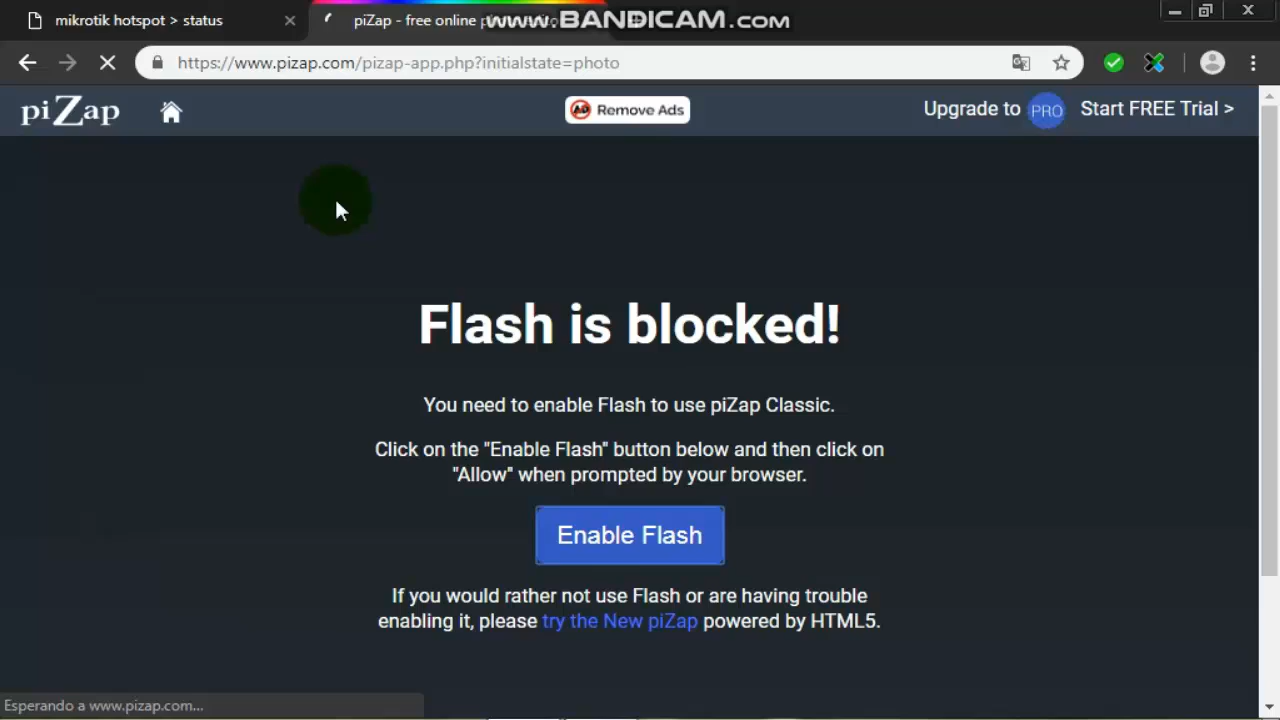 mikrotik hotspot > status
piZap - free online
www.BANDICAM.com
https://www.pizap.com/pizap-app.php?initialstate=photo
piZap
Remove Ads
Upgrade to PRO Start FREE Trial >
Flash is blocked!
You need to enable Flash to use piZap Classic.
Click on the "Enable Flash" button below and then click on
"Allow" when prompted by your browser.
Enable Flash
If you would rather not use Flash or are having trouble
enabling it, please try the New piZap powered by HTML5.
Esperando a www.pizap.com...